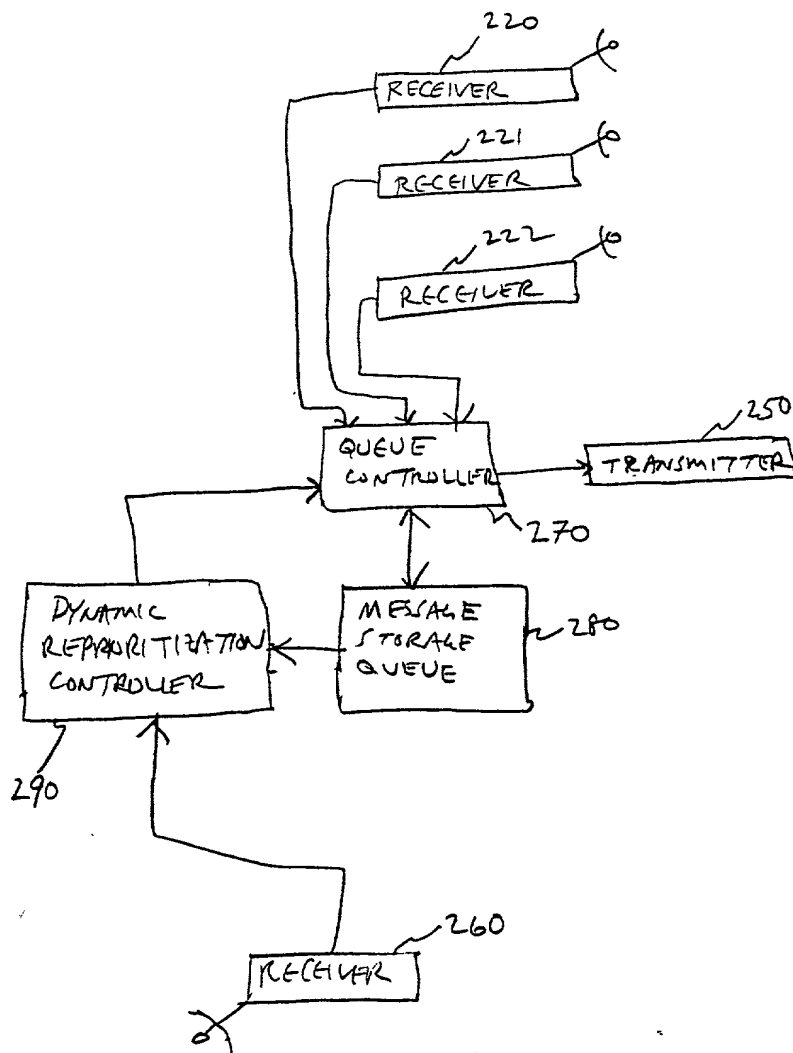 220
RECEIVER
221
RECEIVER
222
RECEIVER
250
QUEUE
CONTROLLER
TRANSMITTER
270
DYNAMIC
REPRORITIZATION
CONTROLLER
MESSAGE
STORAGE
QUEUE
280
290
260
RECEIVER